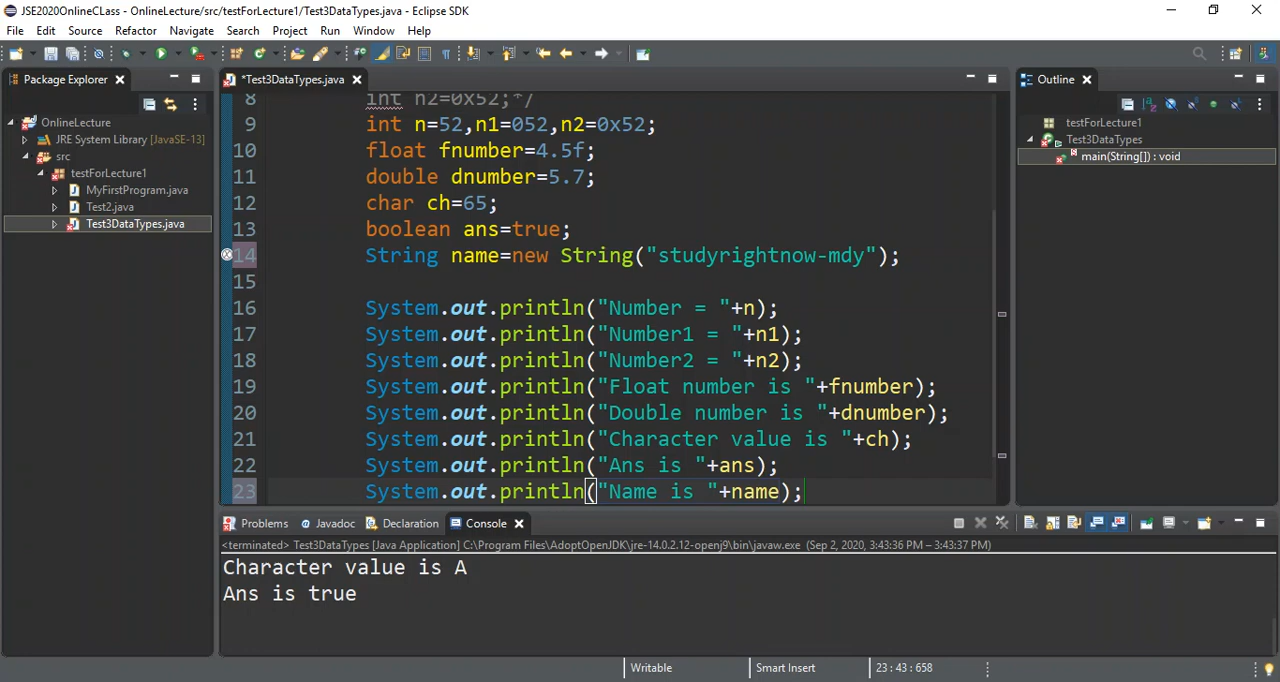 JSE2020OnlineCLass - OnlineLecture/src/testForLecture1/Test3DataTypes.java - Eclipse SDK
File Edit Source Refactor Navigate Search Project Run Window Help
Package Explorer
*Test3DataTypes.java
Outline
OnlineLecture
JRE System Library [JavaSE-13]
src
testForLecture1
MyFirstProgram.java
Test2.java
Test3DataTypes.java
8 int n2=0x52;*/
9 int n=52,n1=052,n2=0x52;
10 float fnumber=4.5f;
11 double dnumber=5.7;
12 char ch=65;
13 boolean ans=true;
14 String name=new String("studyrightnow-mdy");
15
16 System.out.println("Number = "+n);
17 System.out.println("Number1 = "+n1);
18 System.out.println("Number2 = "+n2);
19 System.out.println("Float number is "+fnumber);
20 System.out.println("Double number is "+dnumber);
21 System.out.println("Character value is "+ch);
22 System.out.println("Ans is "+ans);
23 System.out.println("Name is "+name);
testForLecture1
Test3DataTypes
main(String[]) : void
Problems Javadoc Declaration Console
<terminated> Test3DataTypes [Java Application] C:\Program Files\AdoptOpenJDK\jre-14.0.2.12-openj9\bin\javaw.exe (Sep 2, 2020, 3:43:36 PM – 3:43:37 PM)
Character value is A
Ans is true
Writable Smart Insert 23 : 43 : 658